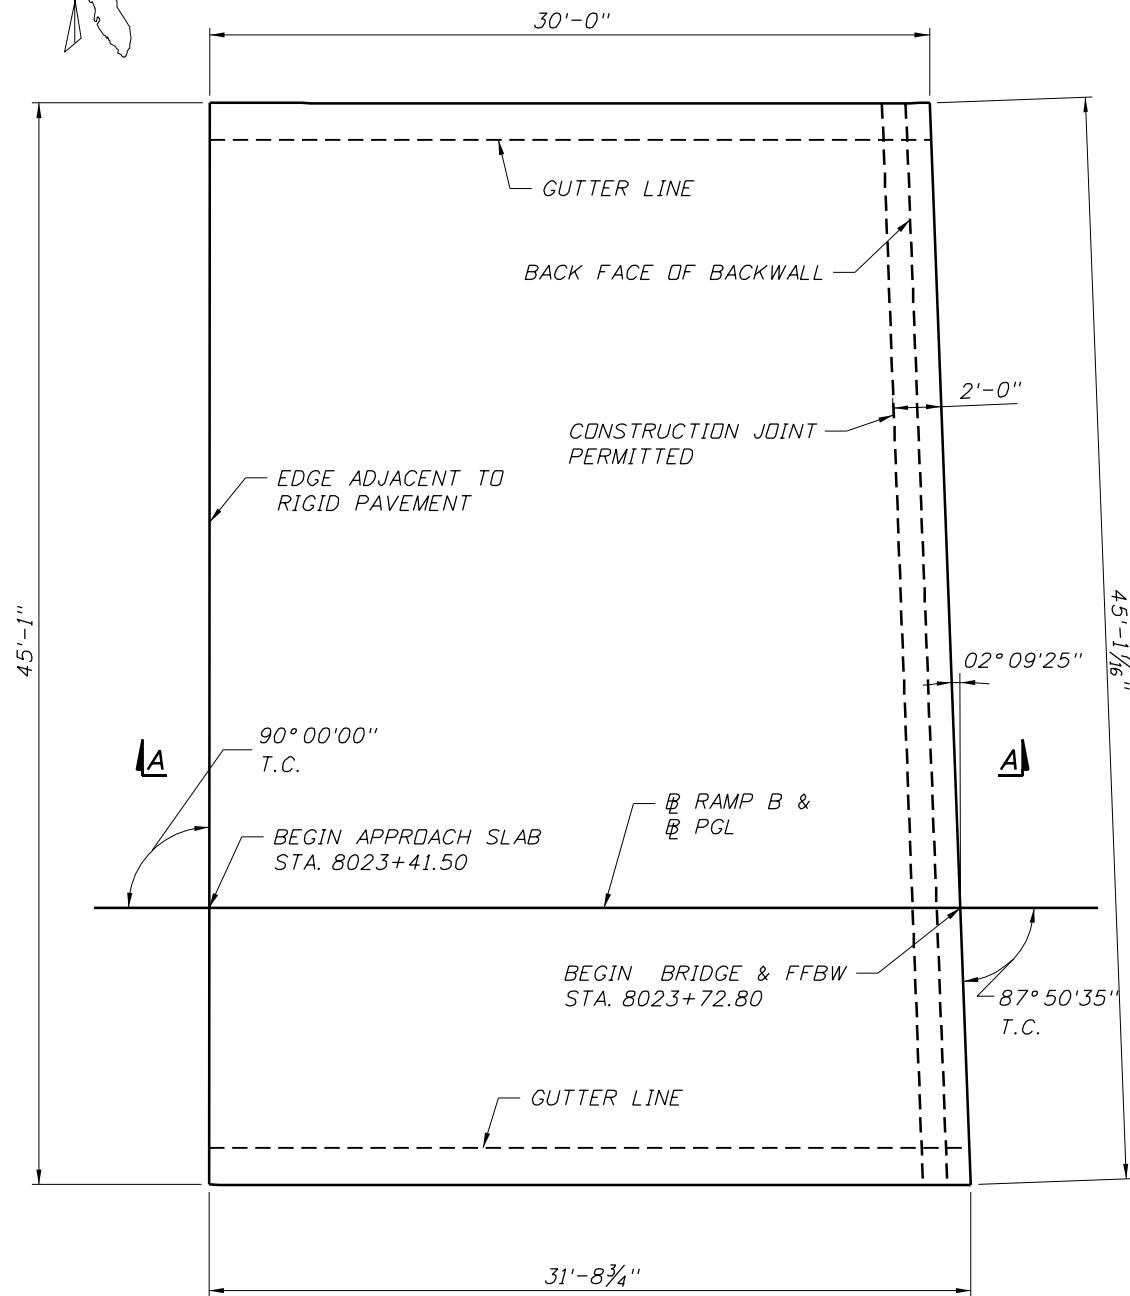 30'-0"
GUTTER LINE
BACK FACE OF BACKWALL
2'-0"
CONSTRUCTION JOINT
PERMITTED
EDGE ADJACENT TO
RIGID PAVEMENT
45'-1"
45'-1 1/16"
02°09'25"
90°00'00"
T.C.
A
A
℄ RAMP B &
℄ PGL
BEGIN APPROACH SLAB
STA. 8023+41.50
BEGIN BRIDGE & FFBW
STA. 8023+72.80
87°50'35"
T.C.
GUTTER LINE
31'-8¾"